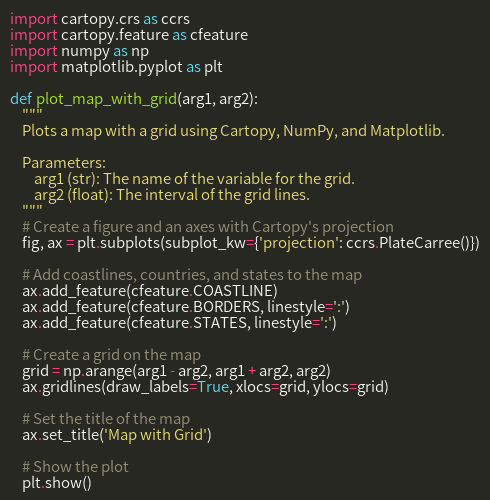 import cartopy.crs as ccrs
import cartopy.feature as cfeature
import numpy as np
import matplotlib.pyplot as plt

def plot_map_with_grid(arg1, arg2):
    """
    Plots a map with a grid using Cartopy, NumPy, and Matplotlib.

    Parameters:
        arg1 (str): The name of the variable for the grid.
        arg2 (float): The interval of the grid lines.
    """
    # Create a figure and an axes with Cartopy's projection
    fig, ax = plt.subplots(subplot_kw={'projection': ccrs.PlateCarree()})

    # Add coastlines, countries, and states to the map
    ax.add_feature(cfeature.COASTLINE)
    ax.add_feature(cfeature.BORDERS, linestyle=':')
    ax.add_feature(cfeature.STATES, linestyle=':')

    # Create a grid on the map
    grid = np.arange(arg1 - arg2, arg1 + arg2, arg2)
    ax.gridlines(draw_labels=True, xlocs=grid, ylocs=grid)

    # Set the title of the map
    ax.set_title('Map with Grid')

    # Show the plot
    plt.show()